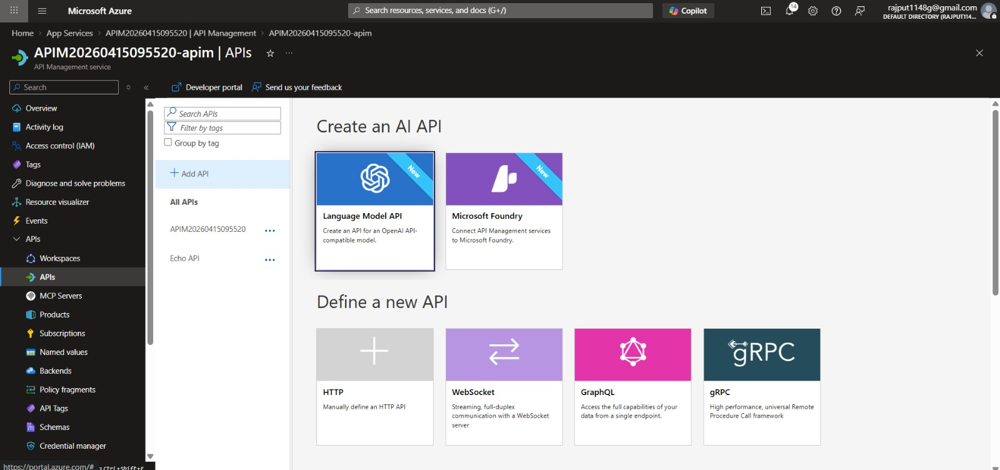 Microsoft Azure
Search resources, services, and docs (G+/)
Copilot
14
rajput1148g@gmail.com
DEFAULT DIRECTORY (RAJPUT114...
Home > App Services > APIM20260415095520 | API Management > APIM20260415095520-apim
APIM20260415095520-apim | APIs
API Management service
Search
Developer portal
Send us your feedback
Overview
Activity log
Access control (IAM)
Tags
Diagnose and solve problems
Resource visualizer
Events
APIs
Workspaces
APIs
MCP Servers
Products
Subscriptions
Named values
Backends
Policy fragments
API Tags
Schemas
Credential manager
https://portal.azure.com/#
Ctrl+Shift+F
Search APIs
Filter by tags
Group by tag
+ Add API
All APIs
APIM20260415095520
Echo API
Create an AI API
New
Language Model API
Create an API for an OpenAI API-
compatible model.
New
Microsoft Foundry
Connect API Management services
to Microsoft Foundry.
Define a new API
HTTP
Manually define an HTTP API
WebSocket
Streaming, full-duplex
communication with a WebSocket
server
GraphQL
Access the full capabilities of your
data from a single endpoint.
gRPC
gRPC
High performance, universal Remote
Procedure Call framework